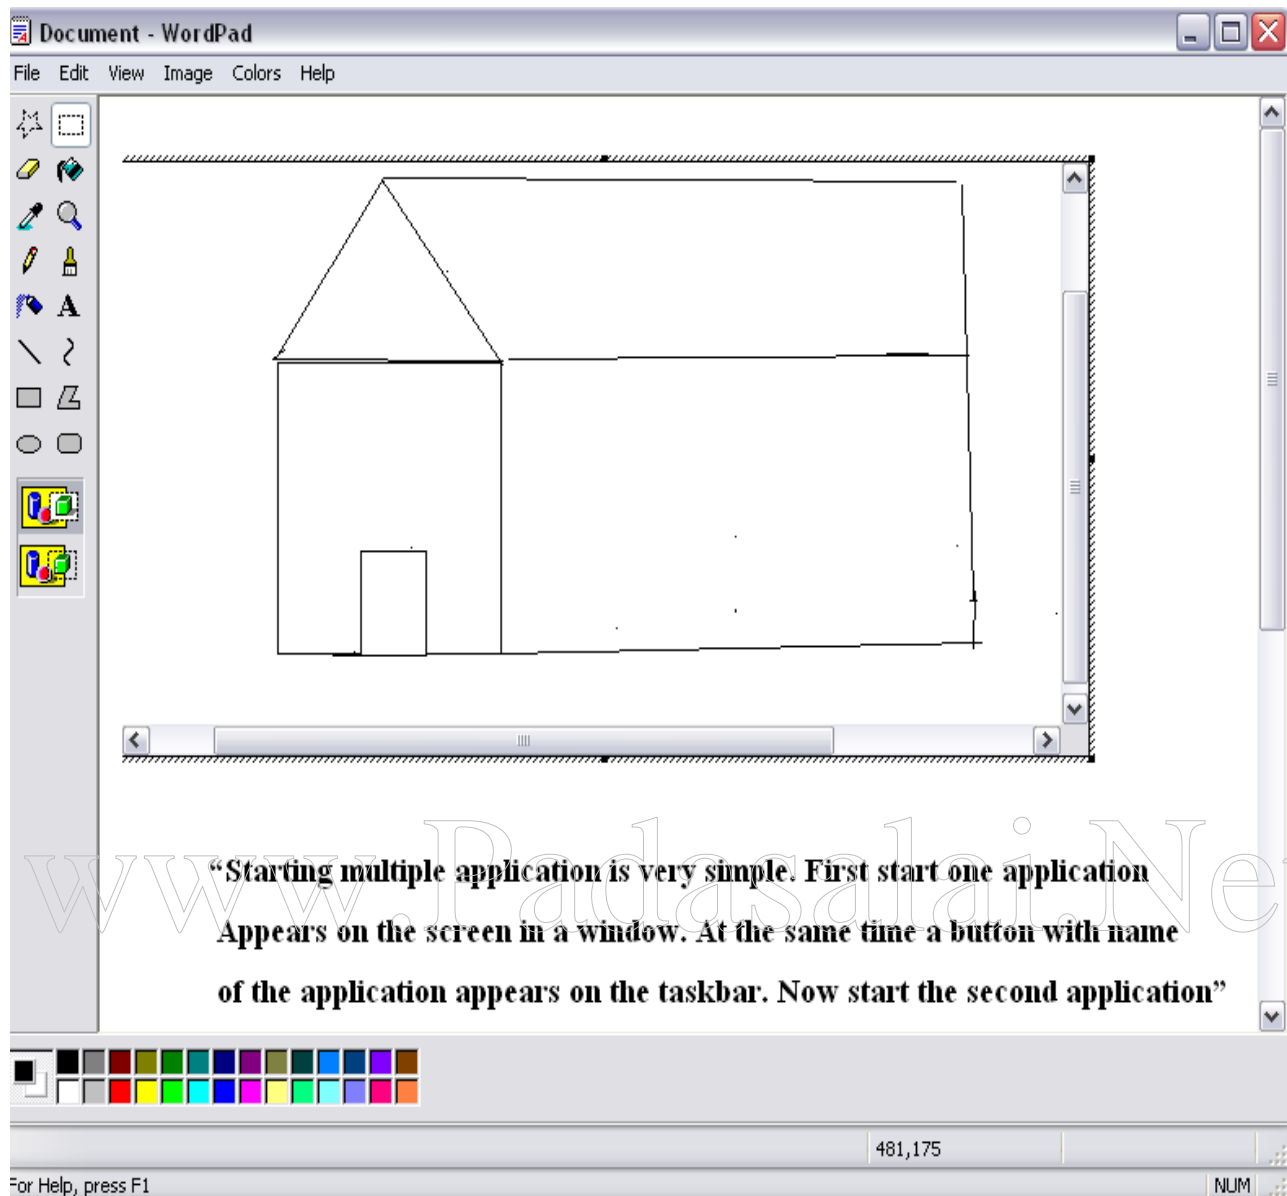 Document - WordPad
File Edit View Image Colors Help
A
“Starting multiple application is very simple. First start one application
Appears on the screen in a window. At the same time a button with name
of the application appears on the taskbar. Now start the second application”
www.Padasalai.Ne
481,175
For Help, press F1 NUM